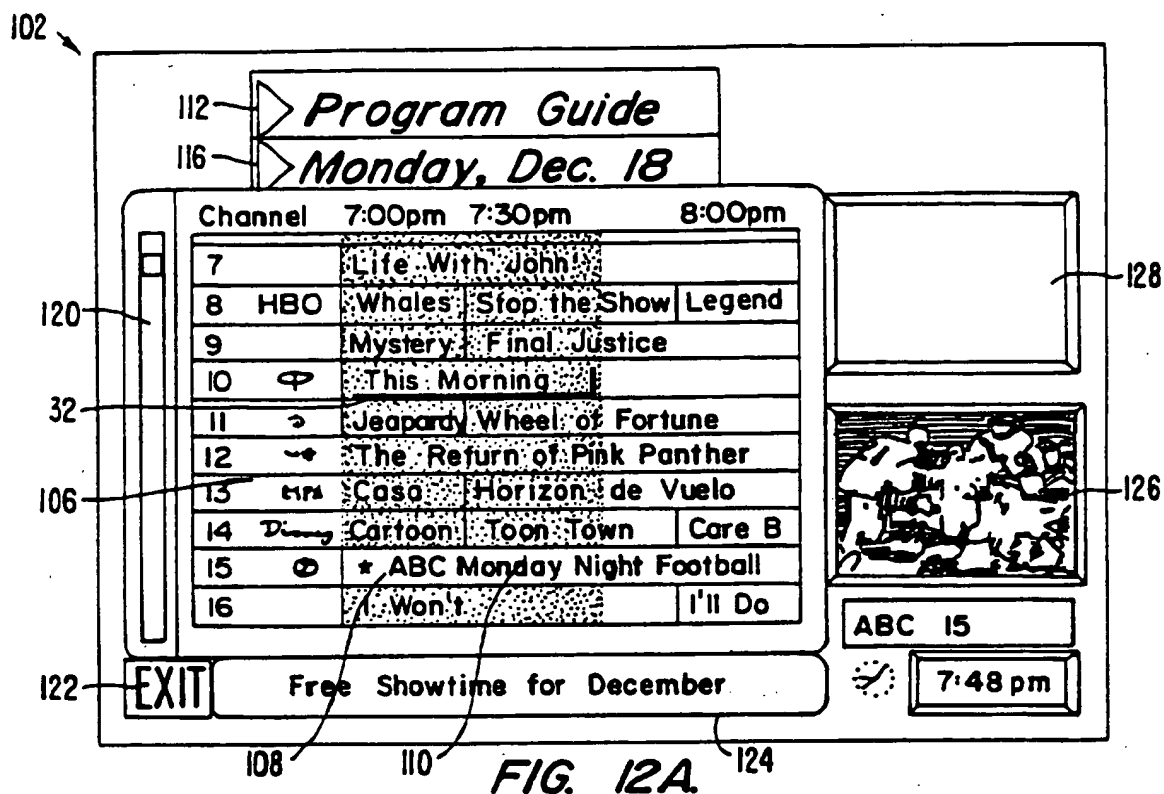 102
112 Program Guide
116 Monday, Dec. 18
Channel 7:00pm 7:30pm 8:00pm
7 Life With John
8 HBO Whales Stop the Show Legend
9 Mystery Final Justice
10 This Morning
32
11 Jeapardy Wheel of Fortune
12 The Return of Pink Panther
13 Casa Horizon de Vuelo
14 Disney Cartoon Toon Town Care B
15 * ABC Monday Night Football
16 I Won't I'll Do
120
106
128
126
ABC 15
122 EXIT Free Showtime for December
7:48 pm
108 110 124
FIG. 12A.